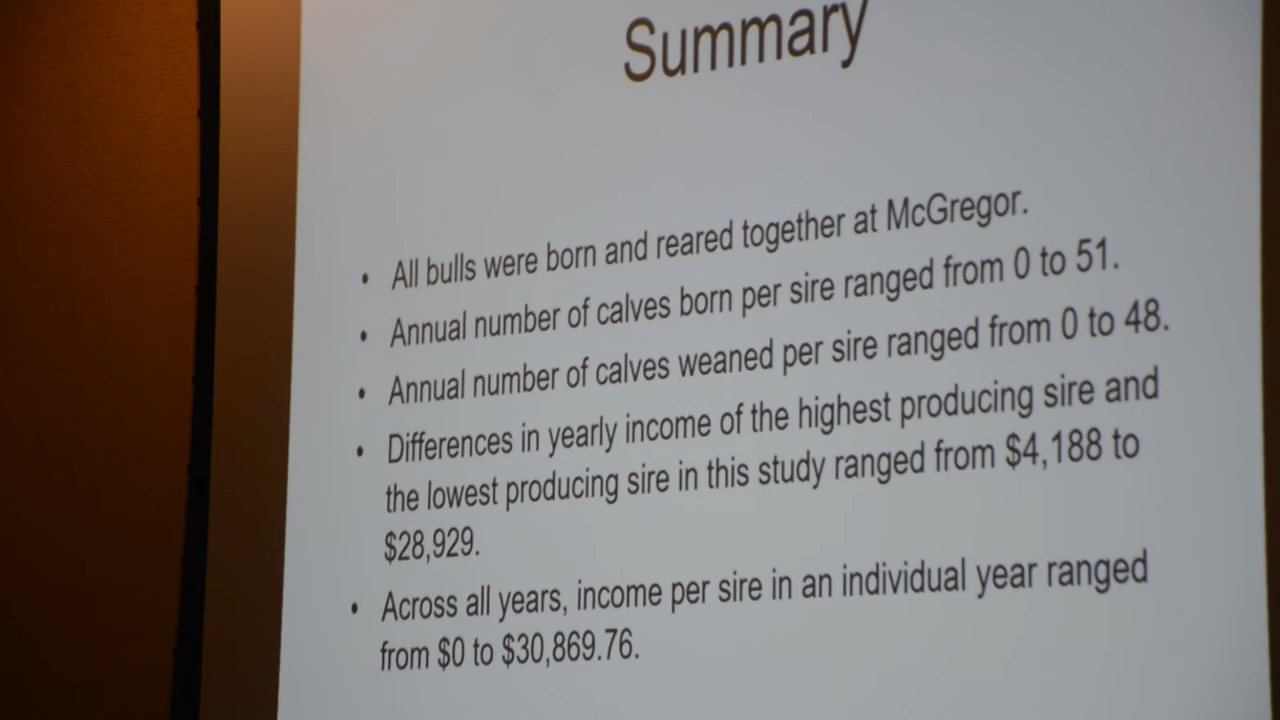 Summary
• All bulls were born and reared together at McGregor.
• Annual number of calves born per sire ranged from 0 to 51.
• Annual number of calves weaned per sire ranged from 0 to 48.
• Differences in yearly income of the highest producing sire and
the lowest producing sire in this study ranged from $4,188 to
$28,929.
• Across all years, income per sire in an individual year ranged
from $0 to $30,869.76.